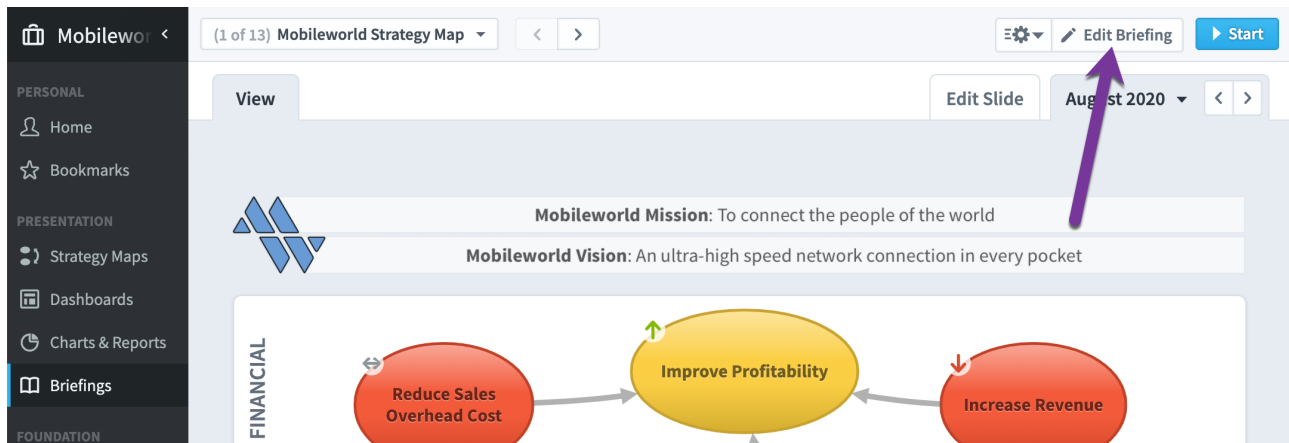 Mobilewor
(1 of 13) Mobileworld Strategy Map
Edit Briefing
Start
PERSONAL
Home
Bookmarks
PRESENTATION
Strategy Maps
Dashboards
Charts & Reports
Briefings
FOUNDATION
View
Edit Slide
August 2020
Mobileworld Mission: To connect the people of the world
Mobileworld Vision: An ultra-high speed network connection in every pocket
FINANCIAL
Reduce Sales
Overhead Cost
Improve Profitability
Increase Revenue